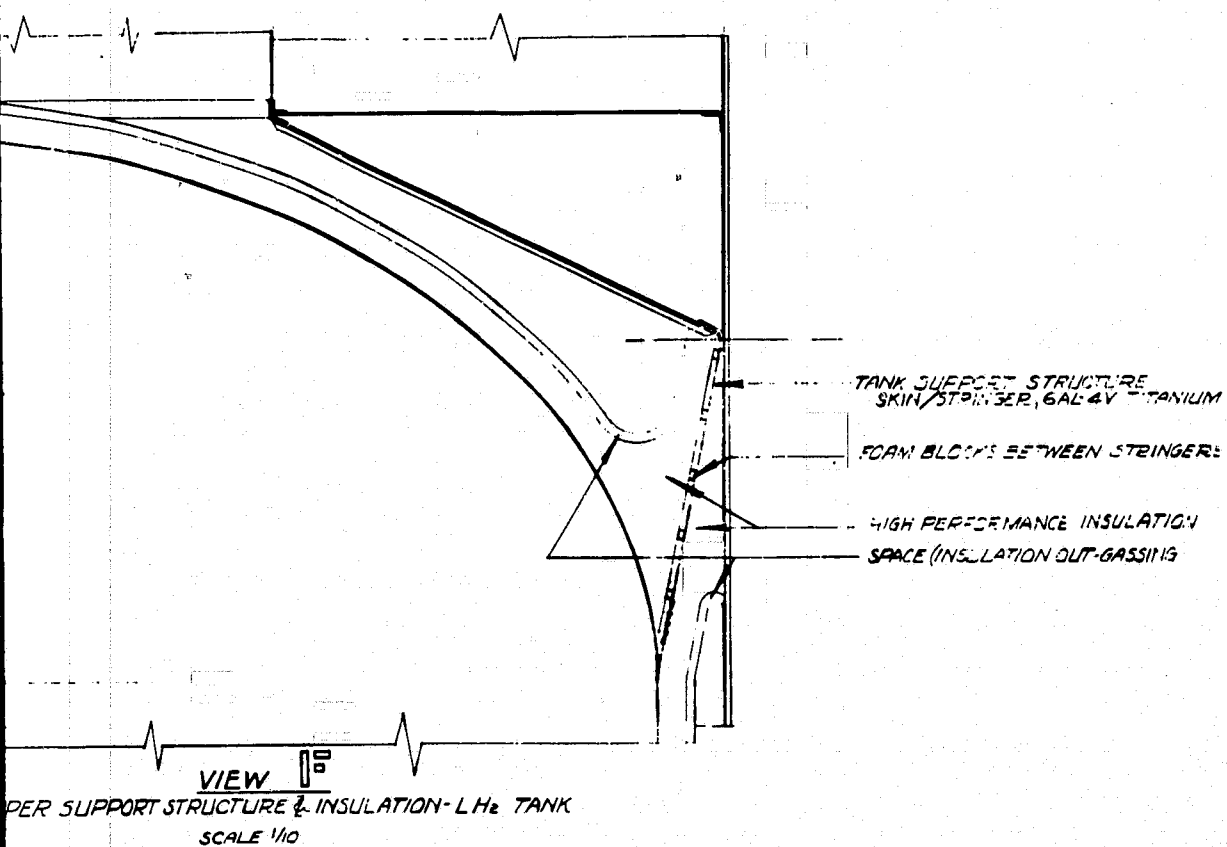 TANK SUPPORT STRUCTURE
SKIN/STRINGER, 6AL-4V TITANIUM
FOAM BLOCKS BETWEEN STRINGERS
HIGH PERFORMANCE INSULATION
SPACE (INSULATION OUT-GASSING
VIEW F
PER SUPPORT STRUCTURE & INSULATION - LH2 TANK
SCALE 1/10